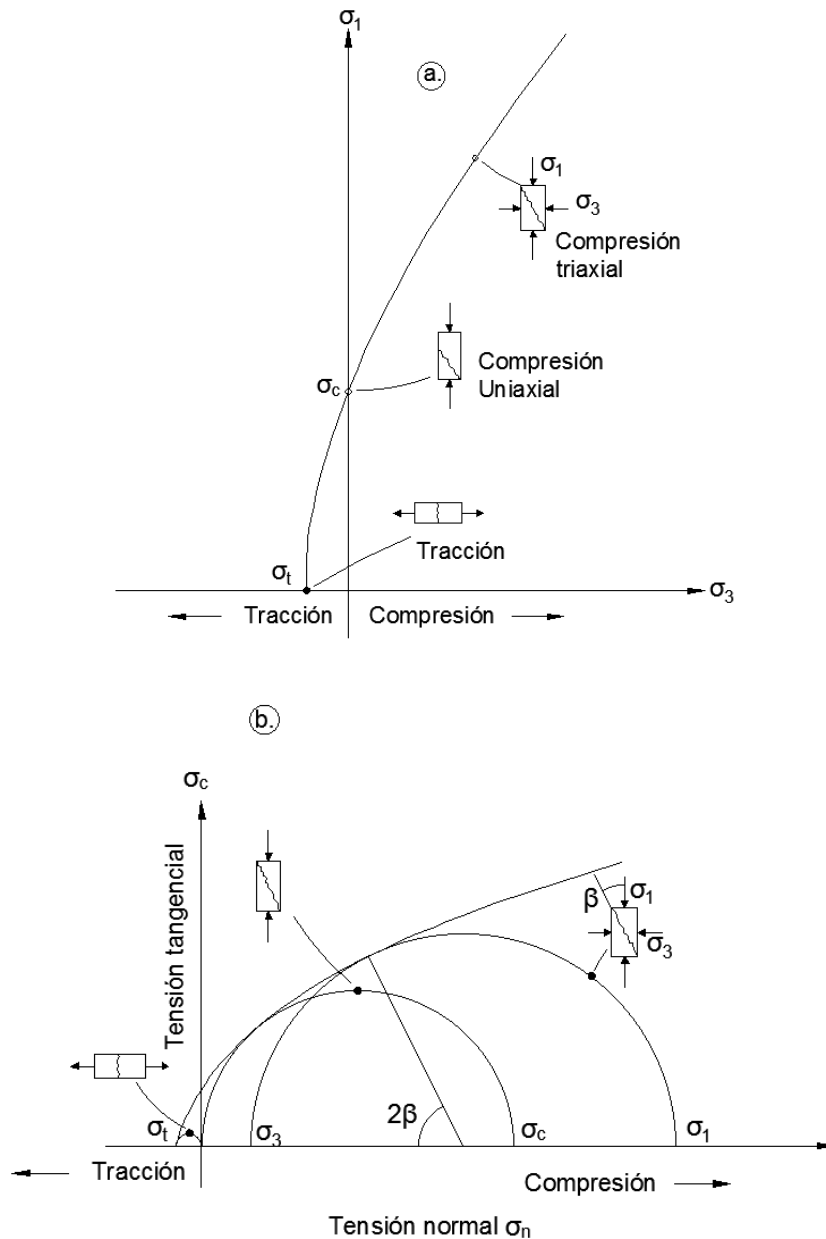 σ1
a.
σ1
σ3
Compresión
triaxial
σc
Compresión
Uniaxial
σt
Tracción
σ3
Tracción
Compresión
b.
σc
Tensión tangencial
β
σ1
σ3
σt
σ3
2β
σc
σ1
Tracción
Compresión
Tensión normal σn